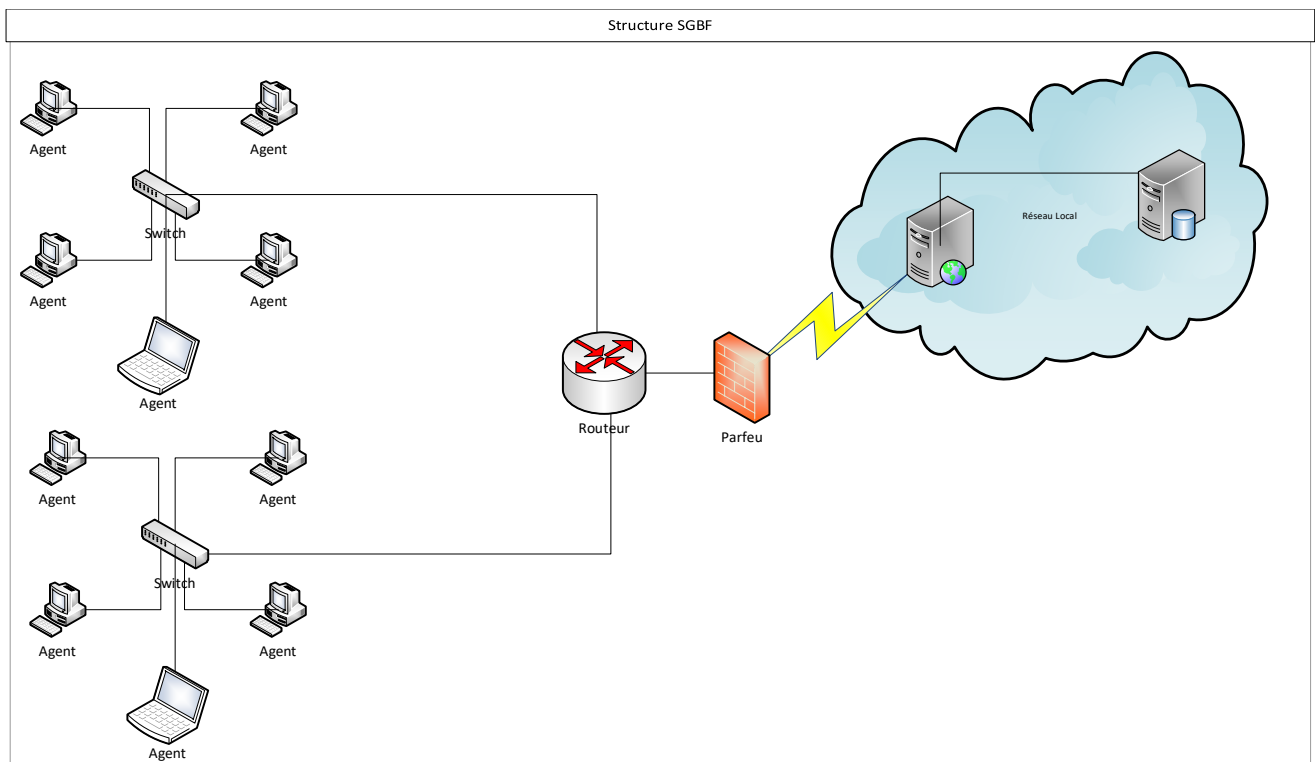 Structure SGBF
Agent
Agent
Switch
Agent
Agent
Agent
Réseau Local
Routeur
Parfeu
Agent
Agent
Switch
Agent
Agent
Agent